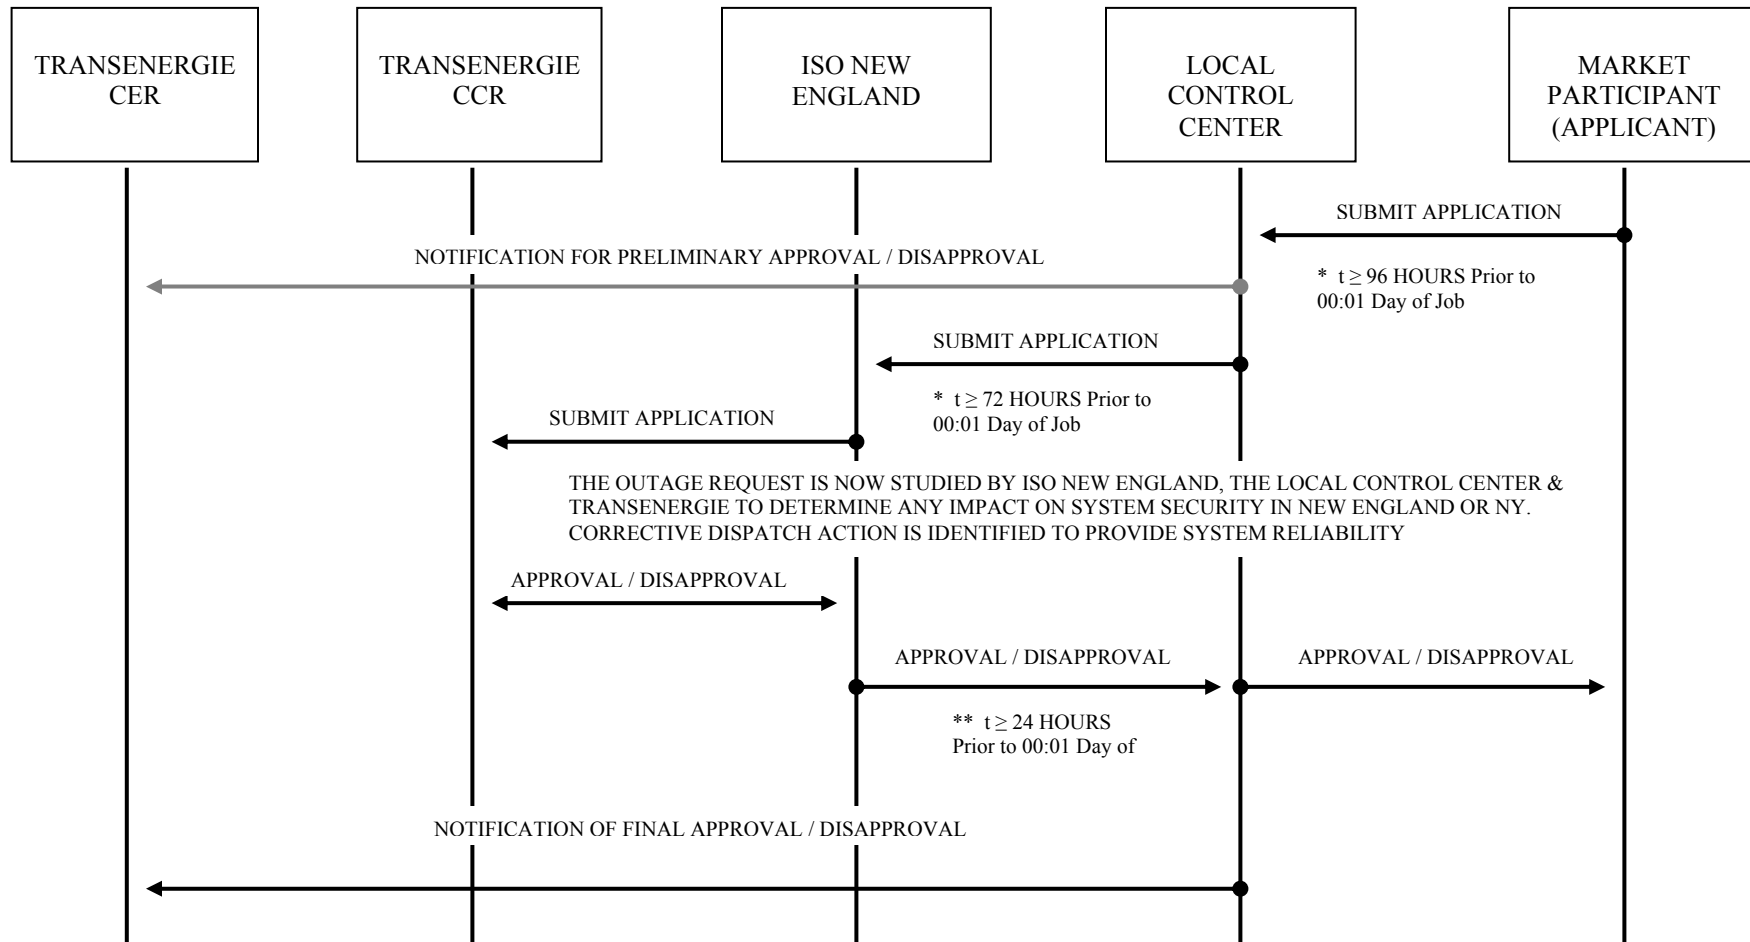 TRANSENERGIE
CER
TRANSENERGIE
CCR
ISO NEW
ENGLAND
LOCAL
CONTROL
CENTER
MARKET
PARTICIPANT
(APPLICANT)
SUBMIT APPLICATION
NOTIFICATION FOR PRELIMINARY APPROVAL / DISAPPROVAL
* t ≥ 96 HOURS Prior to
00:01 Day of Job
SUBMIT APPLICATION
* t ≥ 72 HOURS Prior to
00:01 Day of Job
SUBMIT APPLICATION
THE OUTAGE REQUEST IS NOW STUDIED BY ISO NEW ENGLAND, THE LOCAL CONTROL CENTER &
TRANSENERGIE TO DETERMINE ANY IMPACT ON SYSTEM SECURITY IN NEW ENGLAND OR NY.
CORRECTIVE DISPATCH ACTION IS IDENTIFIED TO PROVIDE SYSTEM RELIABILITY
APPROVAL / DISAPPROVAL
APPROVAL / DISAPPROVAL
APPROVAL / DISAPPROVAL
** t ≥ 24 HOURS
Prior to 00:01 Day of
NOTIFICATION OF FINAL APPROVAL / DISAPPROVAL